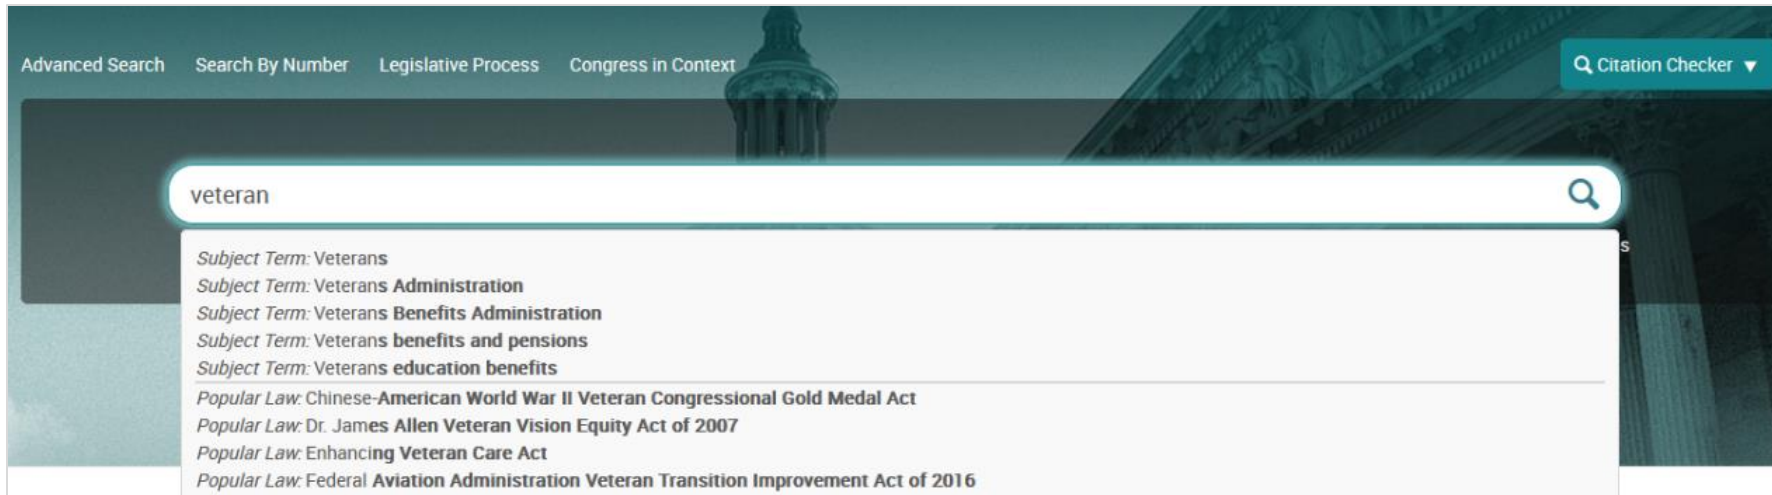 Advanced Search Search By Number Legislative Process Congress in Context Citation Checker
veteran
s
Subject Term: Veterans
Subject Term: Veterans Administration
Subject Term: Veterans Benefits Administration
Subject Term: Veterans benefits and pensions
Subject Term: Veterans education benefits
Popular Law: Chinese-American World War II Veteran Congressional Gold Medal Act
Popular Law: Dr. James Allen Veteran Vision Equity Act of 2007
Popular Law: Enhancing Veteran Care Act
Popular Law: Federal Aviation Administration Veteran Transition Improvement Act of 2016